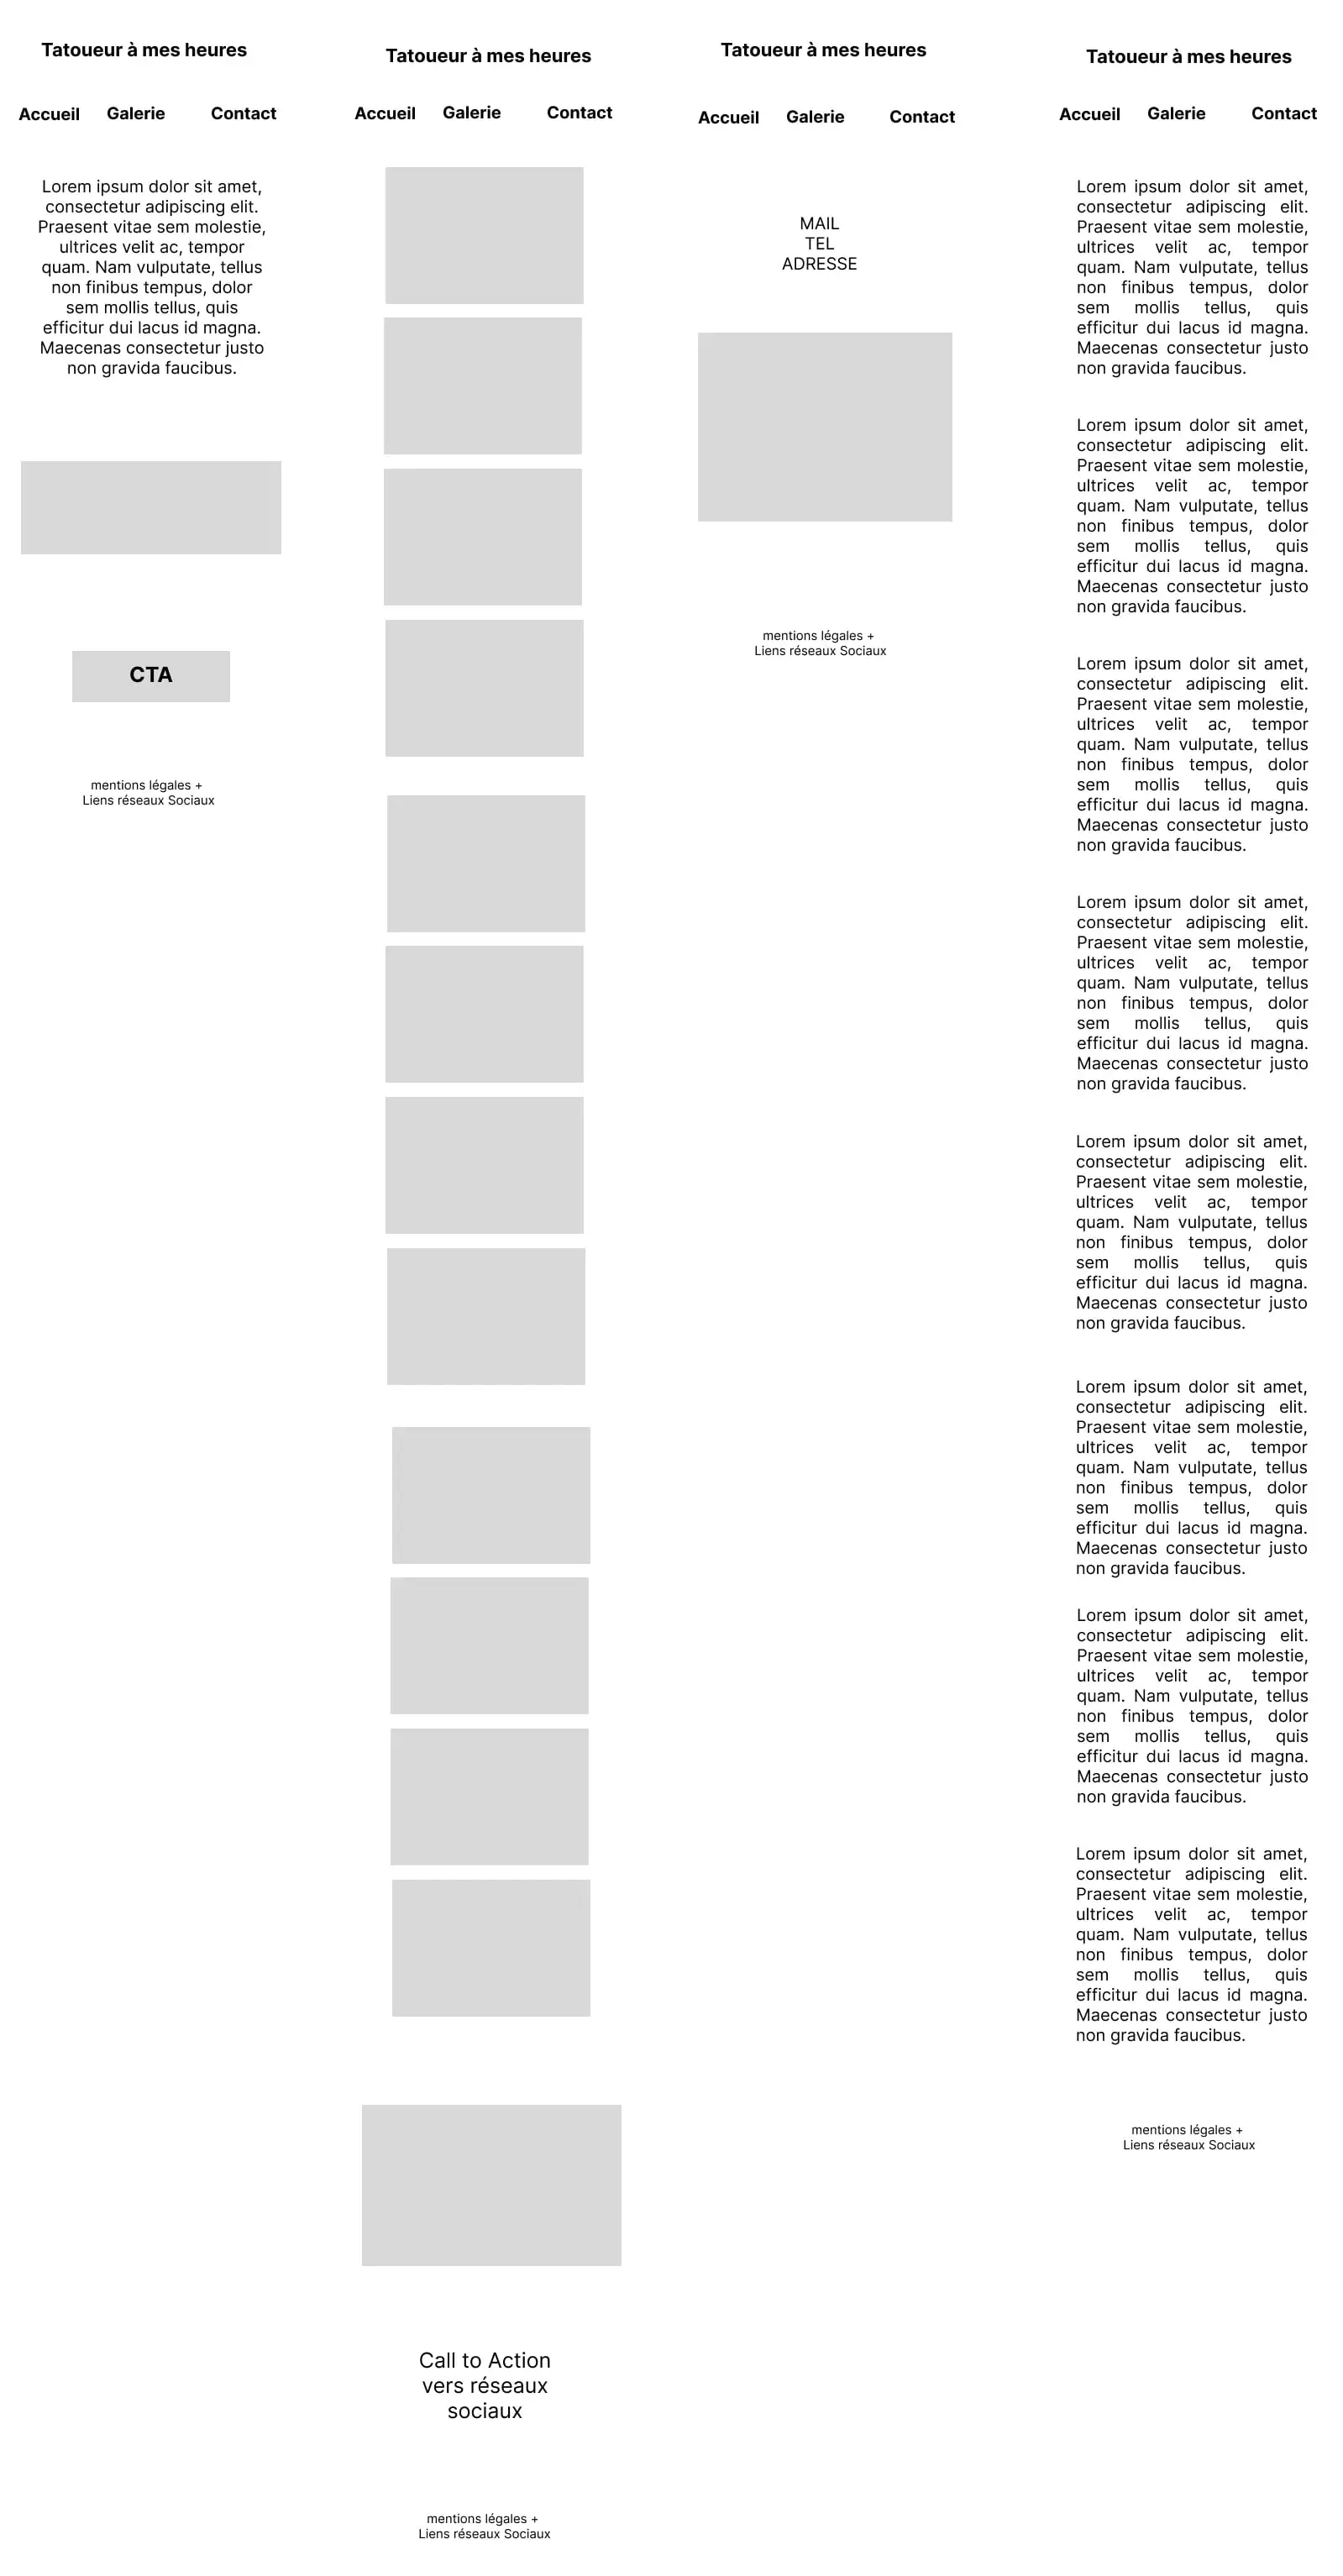 Tatoueur à mes heures
Accueil Galerie Contact
Lorem ipsum dolor sit amet,
consectetur adipiscing elit.
Praesent vitae sem molestie,
ultrices velit ac, tempor
quam. Nam vulputate, tellus
non finibus tempus, dolor
sem mollis tellus, quis
efficitur dui lacus id magna.
Maecenas consectetur justo
non gravida faucibus.
CTA
mentions légales +
Liens réseaux Sociaux
Tatoueur à mes heures
Accueil Galerie Contact
Call to Action
vers réseaux
sociaux
mentions légales +
Liens réseaux Sociaux
Tatoueur à mes heures
Accueil Galerie Contact
MAIL
TEL
ADRESSE
mentions légales +
Liens réseaux Sociaux
Tatoueur à mes heures
Accueil Galerie Contact
Lorem ipsum dolor sit amet,
consectetur adipiscing elit.
Praesent vitae sem molestie,
ultrices velit ac, tempor
quam. Nam vulputate, tellus
non finibus tempus, dolor
sem mollis tellus, quis
efficitur dui lacus id magna.
Maecenas consectetur justo
non gravida faucibus.
Lorem ipsum dolor sit amet,
consectetur adipiscing elit.
Praesent vitae sem molestie,
ultrices velit ac, tempor
quam. Nam vulputate, tellus
non finibus tempus, dolor
sem mollis tellus, quis
efficitur dui lacus id magna.
Maecenas consectetur justo
non gravida faucibus.
Lorem ipsum dolor sit amet,
consectetur adipiscing elit.
Praesent vitae sem molestie,
ultrices velit ac, tempor
quam. Nam vulputate, tellus
non finibus tempus, dolor
sem mollis tellus, quis
efficitur dui lacus id magna.
Maecenas consectetur justo
non gravida faucibus.
Lorem ipsum dolor sit amet,
consectetur adipiscing elit.
Praesent vitae sem molestie,
ultrices velit ac, tempor
quam. Nam vulputate, tellus
non finibus tempus, dolor
sem mollis tellus, quis
efficitur dui lacus id magna.
Maecenas consectetur justo
non gravida faucibus.
Lorem ipsum dolor sit amet,
consectetur adipiscing elit.
Praesent vitae sem molestie,
ultrices velit ac, tempor
quam. Nam vulputate, tellus
non finibus tempus, dolor
sem mollis tellus, quis
efficitur dui lacus id magna.
Maecenas consectetur justo
non gravida faucibus.
Lorem ipsum dolor sit amet,
consectetur adipiscing elit.
Praesent vitae sem molestie,
ultrices velit ac, tempor
quam. Nam vulputate, tellus
non finibus tempus, dolor
sem mollis tellus, quis
efficitur dui lacus id magna.
Maecenas consectetur justo
non gravida faucibus.
Lorem ipsum dolor sit amet,
consectetur adipiscing elit.
Praesent vitae sem molestie,
ultrices velit ac, tempor
quam. Nam vulputate, tellus
non finibus tempus, dolor
sem mollis tellus, quis
efficitur dui lacus id magna.
Maecenas consectetur justo
non gravida faucibus.
Lorem ipsum dolor sit amet,
consectetur adipiscing elit.
Praesent vitae sem molestie,
ultrices velit ac, tempor
quam. Nam vulputate, tellus
non finibus tempus, dolor
sem mollis tellus, quis
efficitur dui lacus id magna.
Maecenas consectetur justo
non gravida faucibus.
mentions légales +
Liens réseaux Sociaux